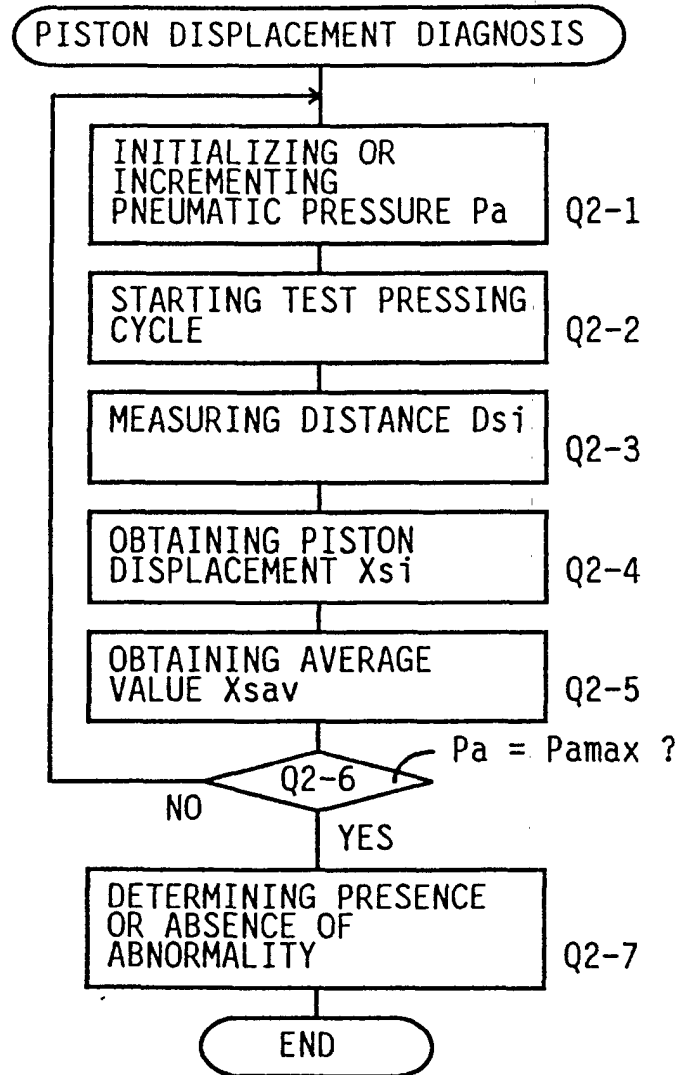 PISTON DISPLACEMENT DIAGNOSIS
INITIALIZING OR
INCREMENTING
PNEUMATIC PRESSURE Pa
Q2-1
STARTING TEST PRESSING
CYCLE
Q2-2
MEASURING DISTANCE Dsi
Q2-3
OBTAINING PISTON
DISPLACEMENT Xsi
Q2-4
OBTAINING AVERAGE
VALUE Xsav
Q2-5
Pa = Pamax ?
Q2-6
NO
YES
DETERMINING PRESENCE
OR ABSENCE OF
ABNORMALITY
Q2-7
END